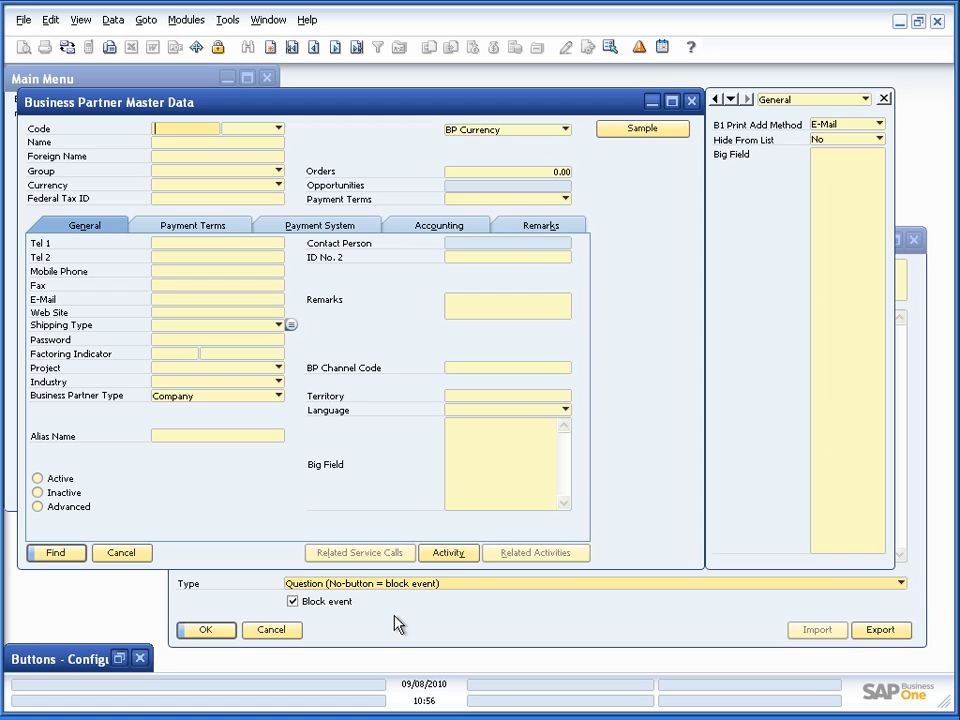 File Edit View Data Goto Modules Tools Window Help
Main Menu
Business Partner Master Data
General
Code
BP Currency
Sample
B1 Print Add Method E-Mail
Name
Hide From List No
Foreign Name
Big Field
Group
Orders 0.00
Currency
Opportunities
Federal Tax ID
Payment Terms
General Payment Terms Payment System Accounting Remarks
Tel 1
Contact Person
Tel 2
ID No. 2
Mobile Phone
Fax
E-Mail
Remarks
Web Site
Shipping Type
Password
Factoring Indicator
Project
BP Channel Code
Industry
Business Partner Type Company
Territory
Language
Alias Name
Big Field
Active
Inactive
Advanced
Find Cancel Related Service Calls Activity Related Activities
Type Question (No-button = block event)
Block event
OK Cancel Import Export
Buttons - Configu
09/08/2010
10:56
SAP Business One